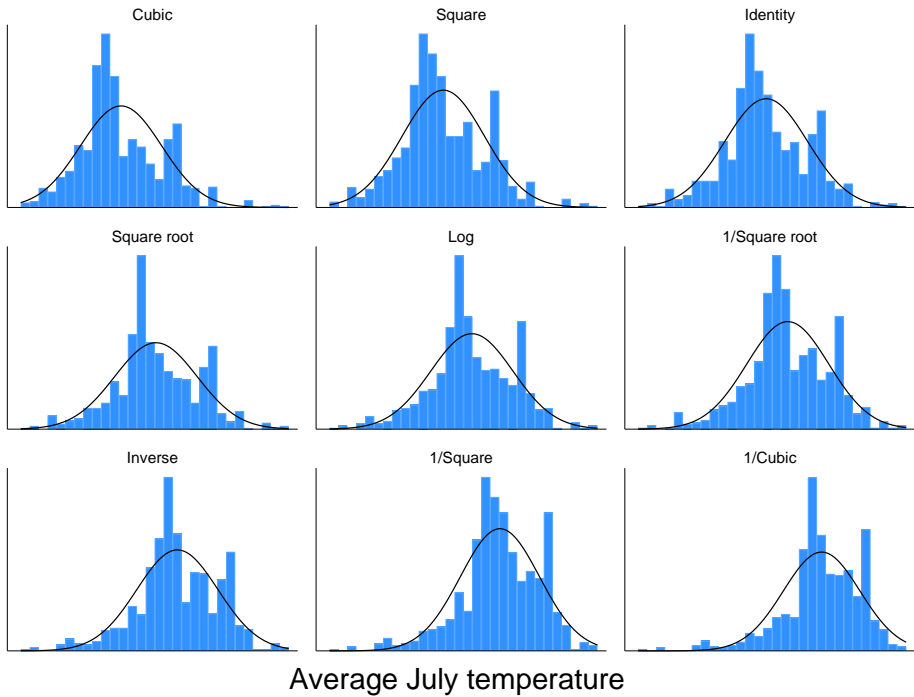 Cubic
Square
Identity
Square root
Log
1/Square root
Inverse
1/Square
1/Cubic
Average July temperature